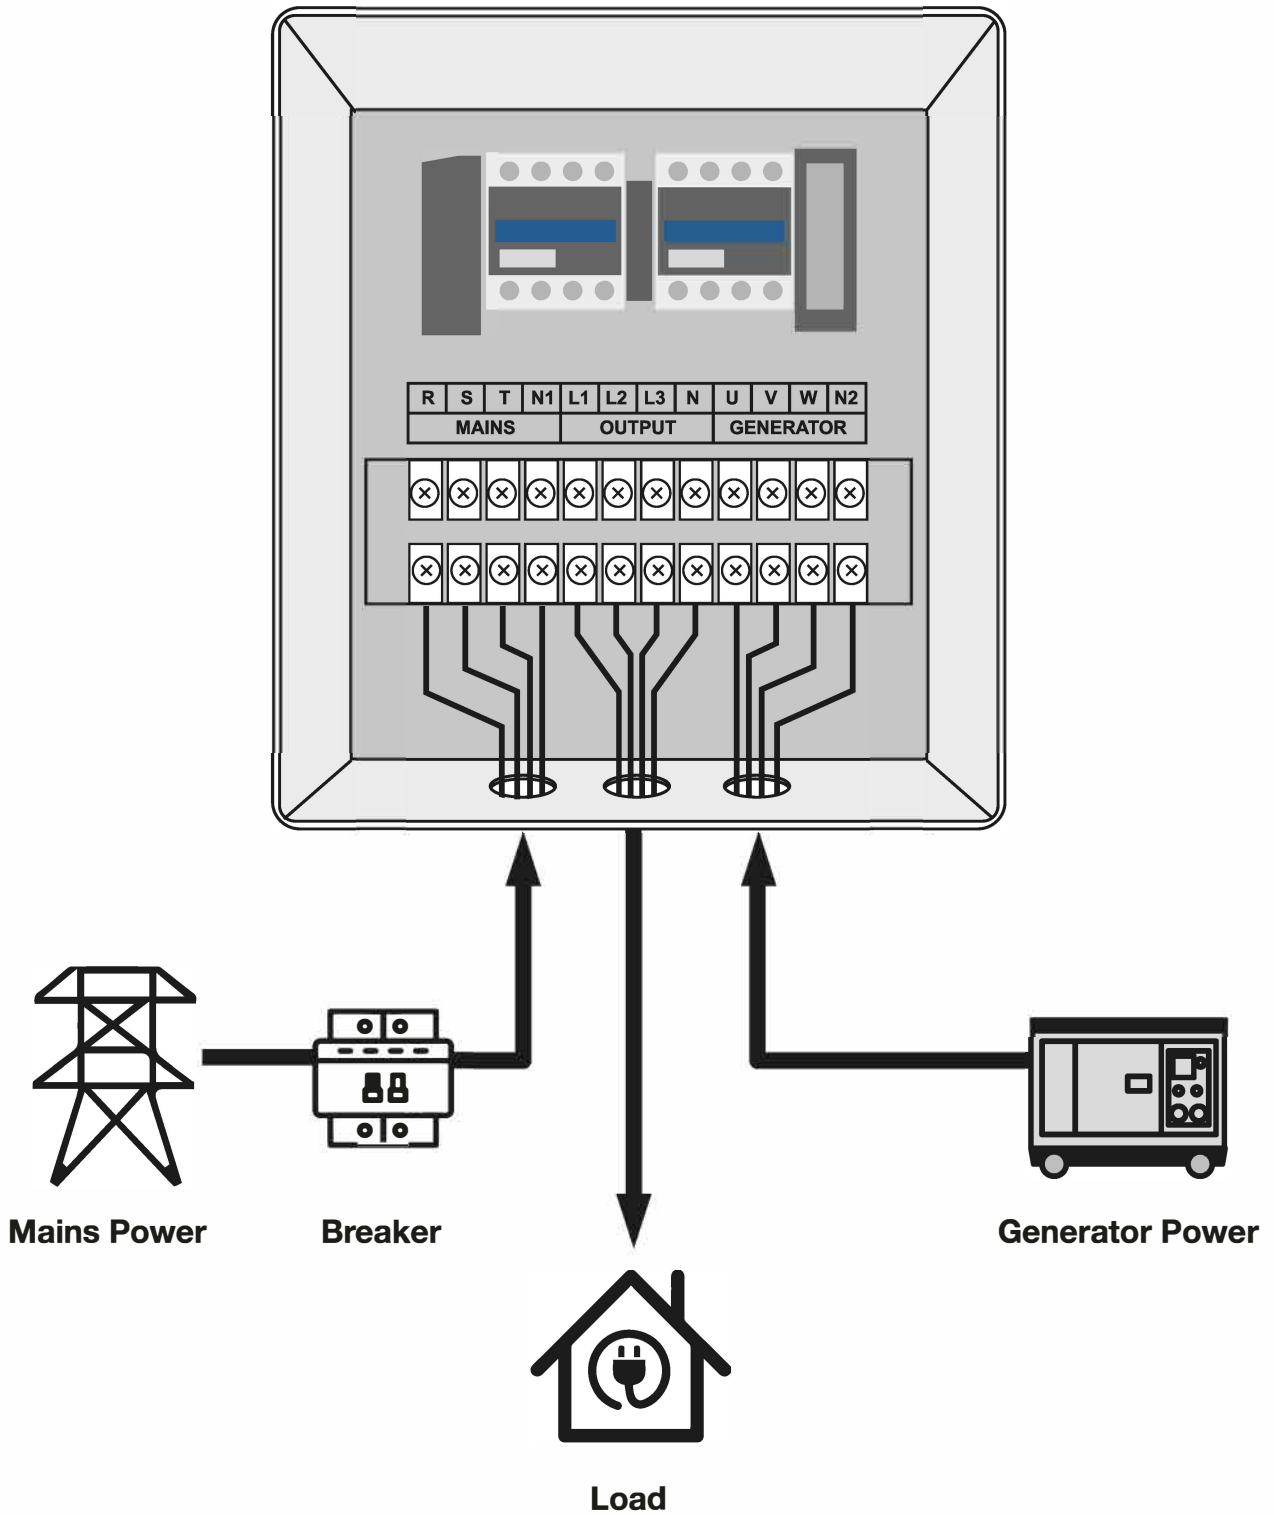 R S T N1 L1 L2 L3 N U V W N2
MAINS OUTPUT GENERATOR
Mains Power
Breaker
Generator Power
Load